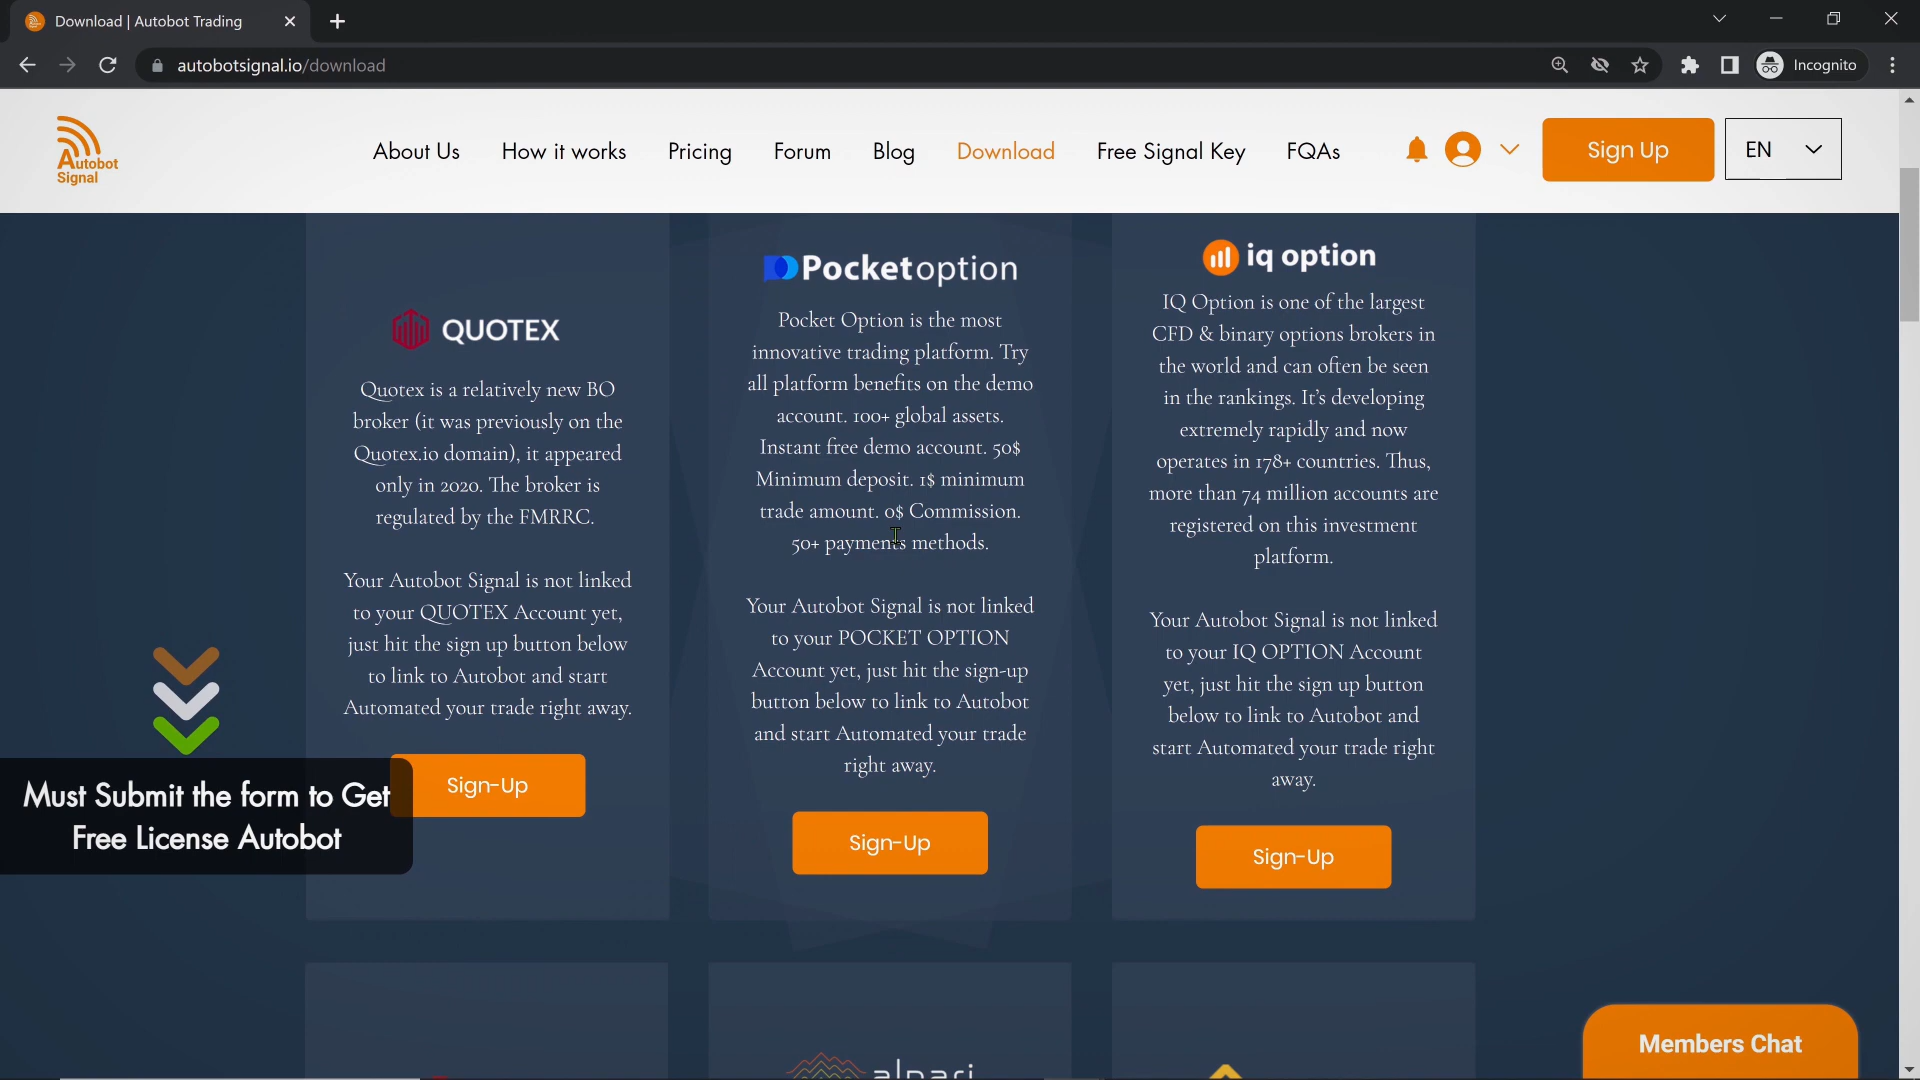 Download | Autobot Trading
autobotsignal.io/download
Incognito
Autobot
Signal
About Us
How it works
Pricing
Forum
Blog
Download
Free Signal Key
FQAs
Sign Up
EN
QUOTEX
Quotex is a relatively new BO
broker (it was previously on the
Quotex.io domain), it appeared
only in 2020. The broker is
regulated by the FMRRC.
Your Autobot Signal is not linked
to your QUOTEX Account yet,
just hit the sign up button below
to link to Autobot and start
Automated your trade right away.
Sign-Up
Pocketoption
Pocket Option is the most
innovative trading platform. Try
all platform benefits on the demo
account. 100+ global assets.
Instant free demo account. 50$
Minimum deposit. 1$ minimum
trade amount. 0$ Commission.
50+ payments methods.
Your Autobot Signal is not linked
to your POCKET OPTION
Account yet, just hit the sign-up
button below to link to Autobot
and start Automated your trade
right away.
Sign-Up
iq option
IQ Option is one of the largest
CFD & binary options brokers in
the world and can often be seen
in the rankings. It's developing
extremely rapidly and now
operates in 178+ countries. Thus,
more than 74 million accounts are
registered on this investment
platform.
Your Autobot Signal is not linked
to your IQ OPTION Account
yet, just hit the sign up button
below to link to Autobot and
start Automated your trade right
away.
Sign-Up
Must Submit the form to Get
Free License Autobot
alpari
Members Chat